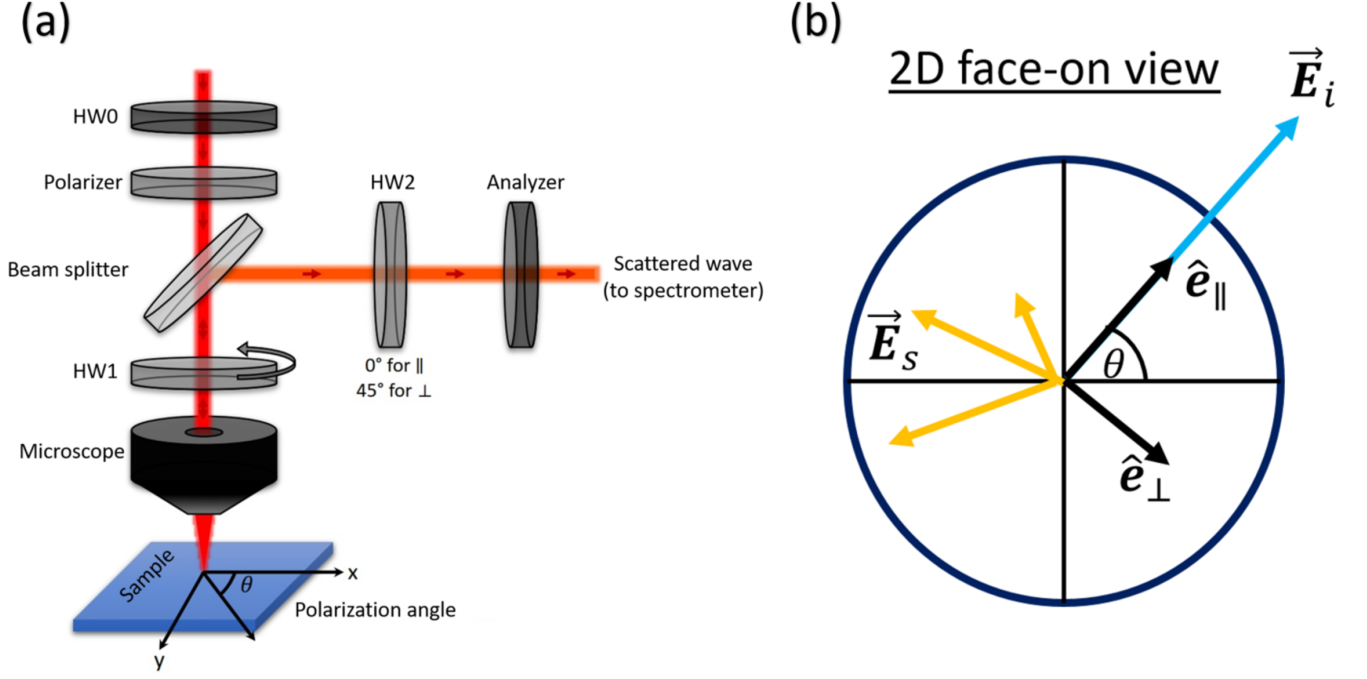 (a)
HW0
Polarizer
HW2
Analyzer
Beam splitter
Scattered wave
(to spectrometer)
HW1
0° for ∥
45° for ⊥
Microscope
Sample
x
θ
Polarization angle
y
(b)
2D face-on view
E⃗ᵢ
ê∥
E⃗ₛ
θ
ê⊥